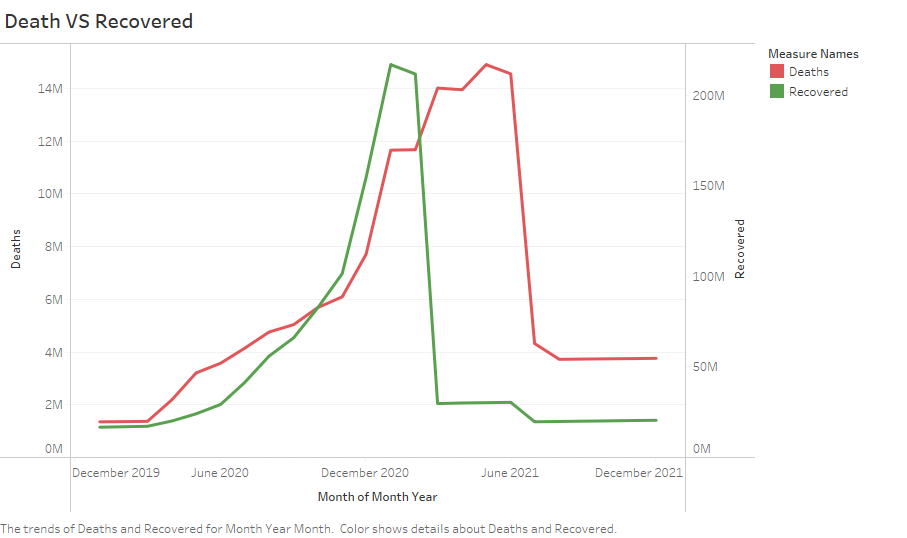 Death VS Recovered
Measure Names
Deaths
Recovered
14M
12M
10M
8M
6M
4M
2M
0M
Deaths
200M
150M
100M
50M
0M
Recovered
December 2019 June 2020 December 2020 June 2021 December 2021
Month of Month Year
The trends of Deaths and Recovered for Month Year Month. Color shows details about Deaths and Recovered.